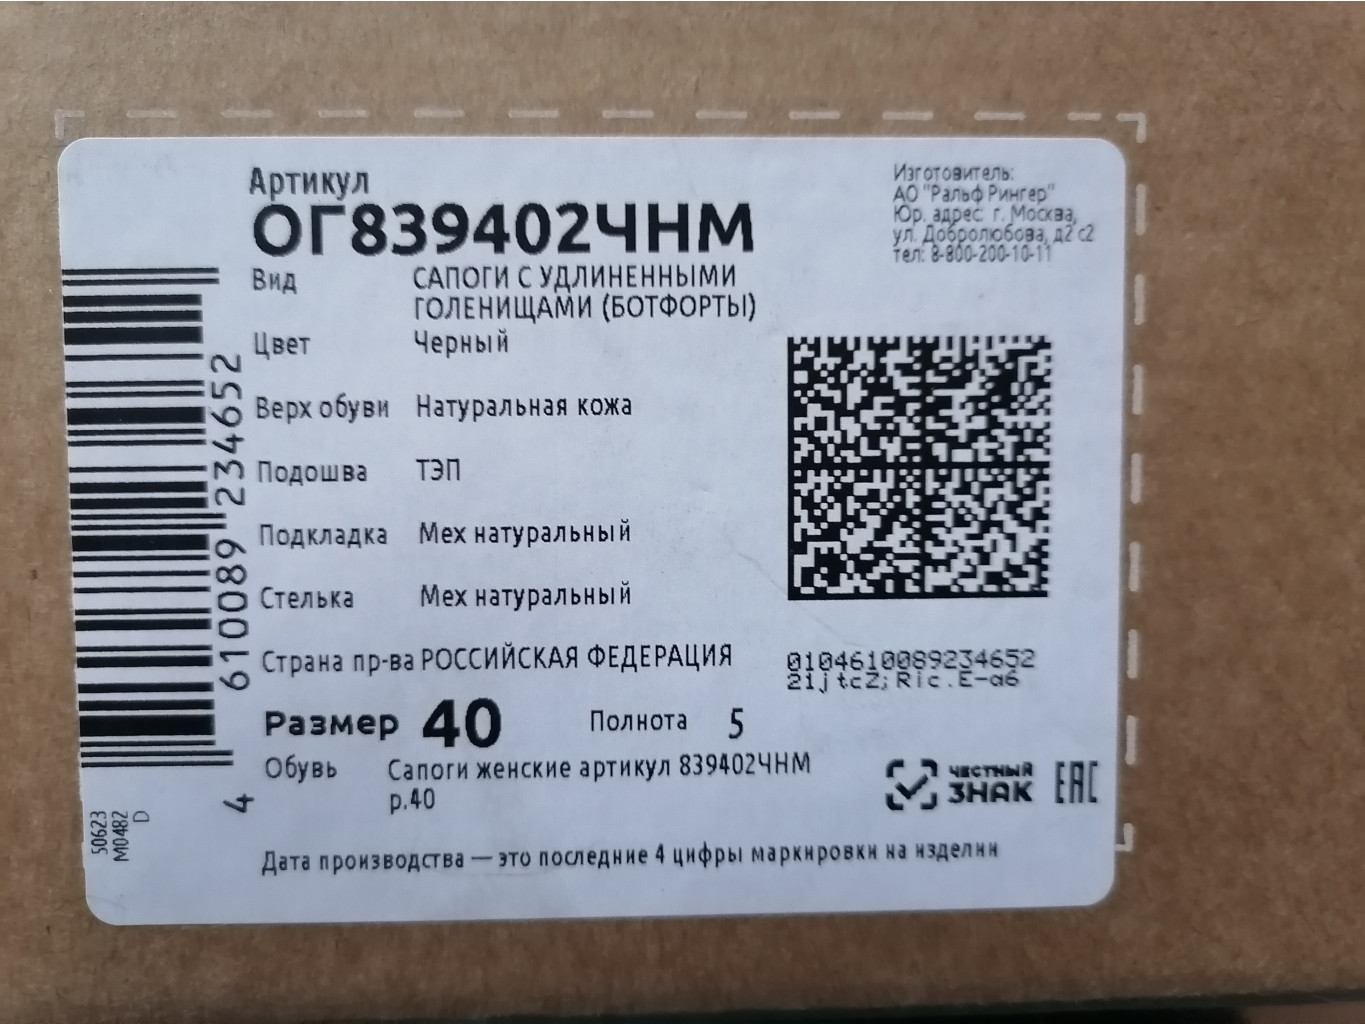 Артикул
ОГ839402ЧНМ
Вид САПОГИ С УДЛИНЕННЫМИ
ГОЛЕНИЩАМИ (БОТФОРТЫ)
Цвет Черный
Верх обуви Натуральная кожа
Подошва ТЭП
Подкладка Мех натуральный
Стелька Мех натуральный
Страна пр-ва РОССИЙСКАЯ ФЕДЕРАЦИЯ
Размер 40 Полнота 5
Обувь Сапоги женские артикул 839402ЧНМ
р.40
Дата производства — это последние 4 цифры маркировки на изделии
Изготовитель:
АО "Ральф Рингер"
Юр. адрес: г. Москва,
ул. Добролюбова, д2 с2
тел: 8-800-200-10-11
0104610089234652
21jtcZ;Ric.E-a6
ЧЕСТНЫЙ
ЗНАК
EAC
4 610089 234652
50623
M0482
D